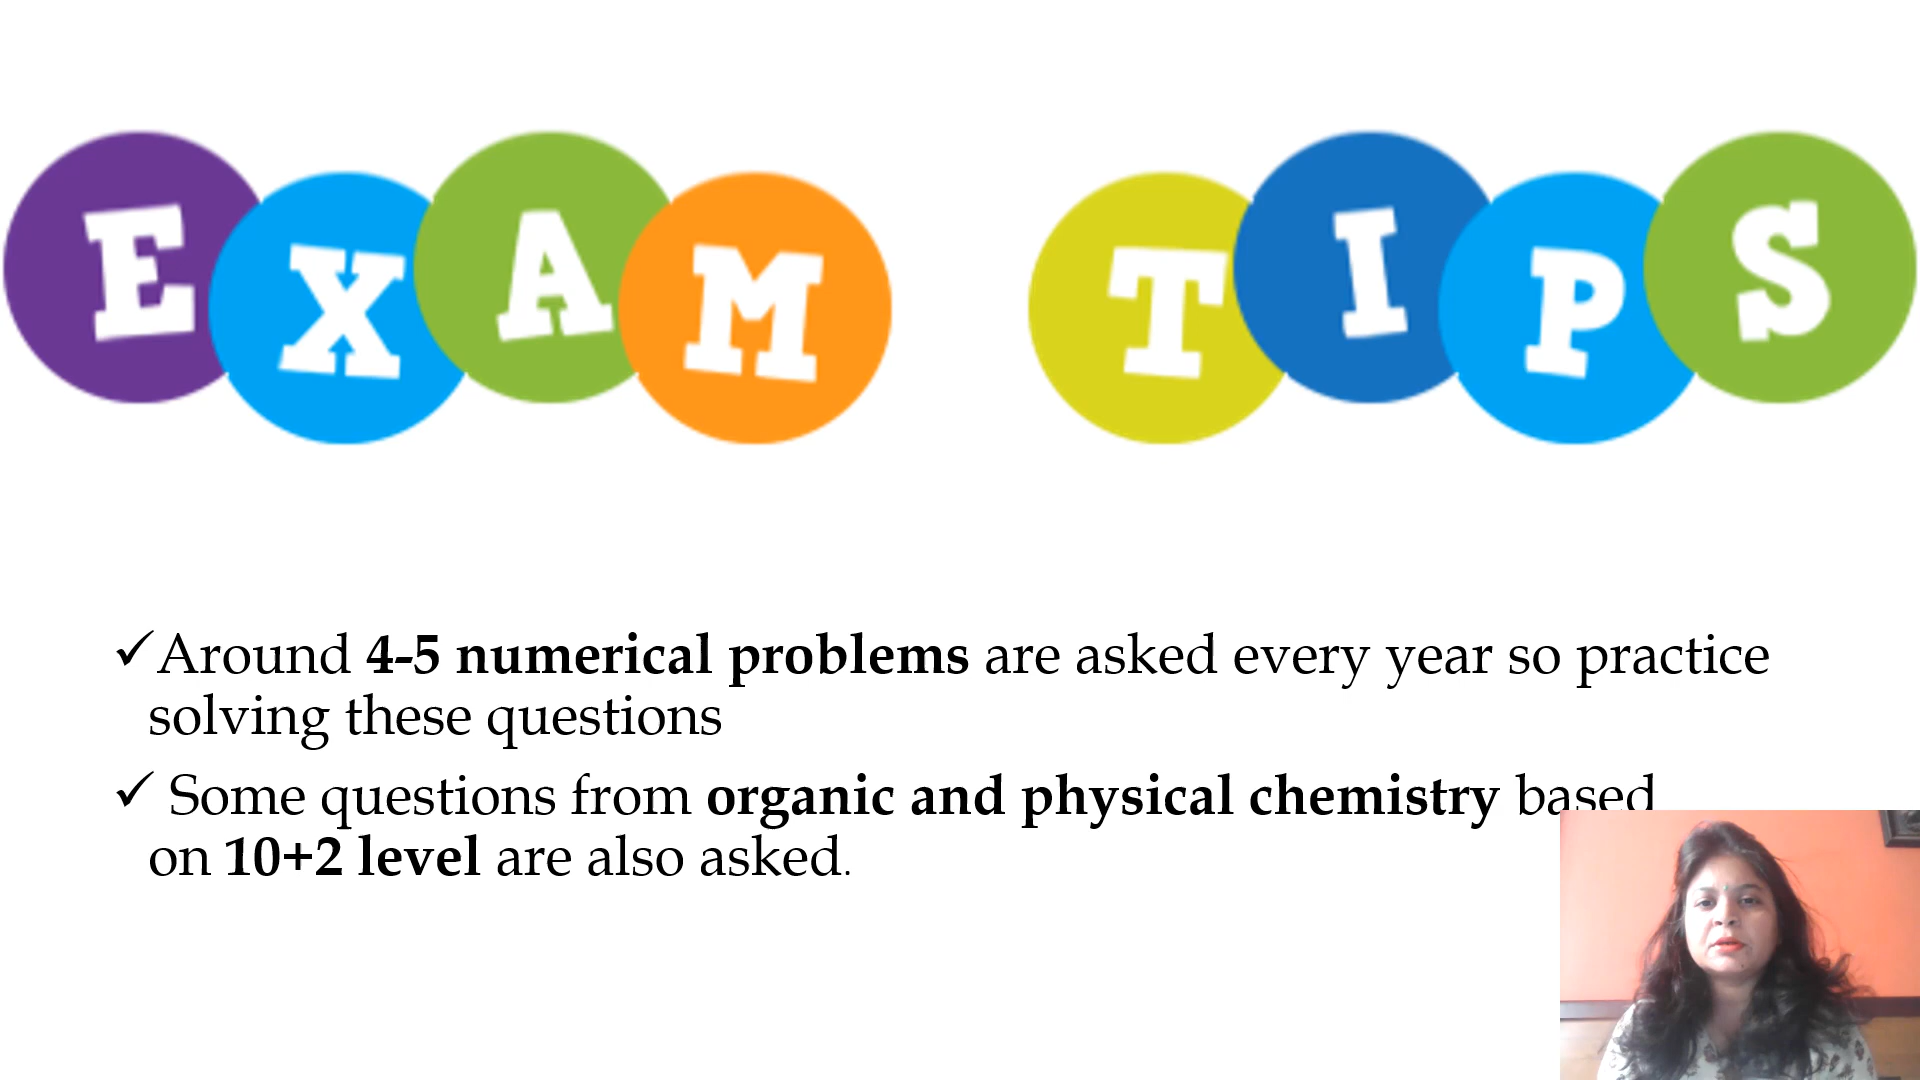 EXAM TIPS
✓Around 4-5 numerical problems are asked every year so practice
solving these questions
✓ Some questions from organic and physical chemistry based
on 10+2 level are also asked.